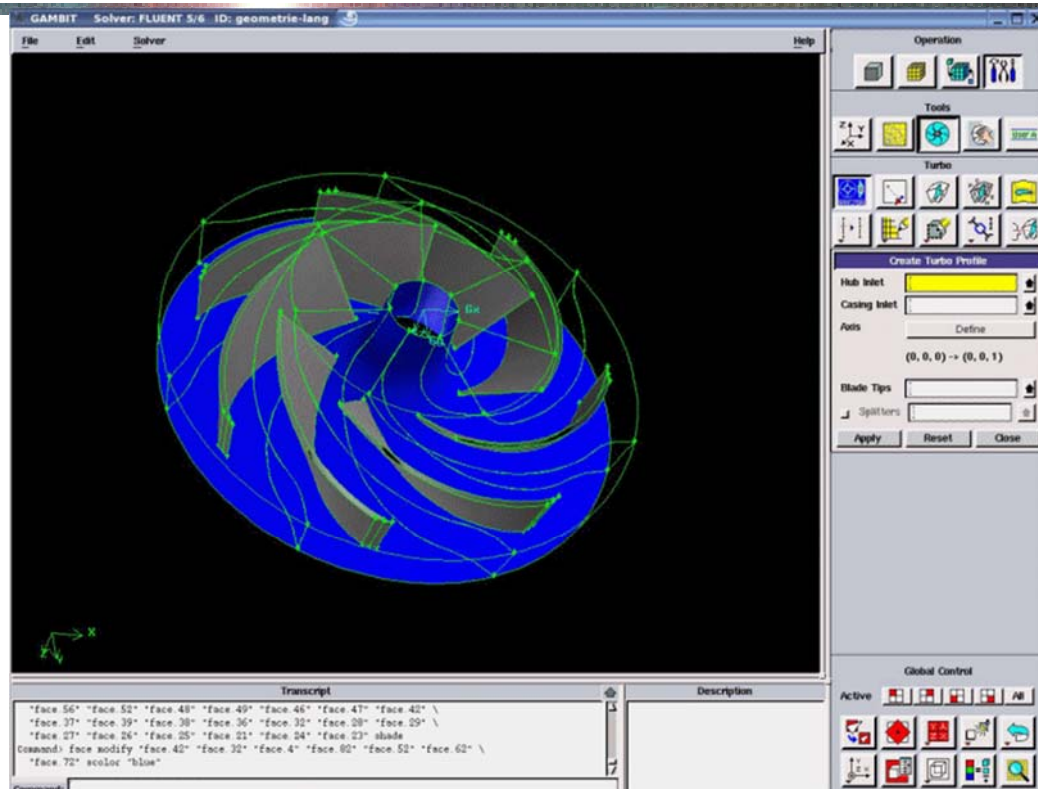 GAMBIT Solver: FLUENT 5/6 ID: geometrie-lang
File Edit Solver Help
Operation
Tools
Turbo
Create Turbo Profile
Hub Inlet
Casing Inlet
Axis Define
(0, 0, 0) -> (0, 0, 1)
Blade Tips
Splitters
Apply Reset Close
Gx
X
Z
Y
Transcript
"face.56" "face.52" "face.48" "face.49" "face.46" "face.47" "face.42" \
"face.37" "face.39" "face.38" "face.36" "face.32" "face.28" "face.29" \
"face.27" "face.26" "face.25" "face.21" "face.24" "face.23" shade
Command> face modify "face.42" "face.32" "face.4" "face.82" "face.52" "face.62" \
"face.72" scolor "blue"
Command:
Description
Global Control
Active All